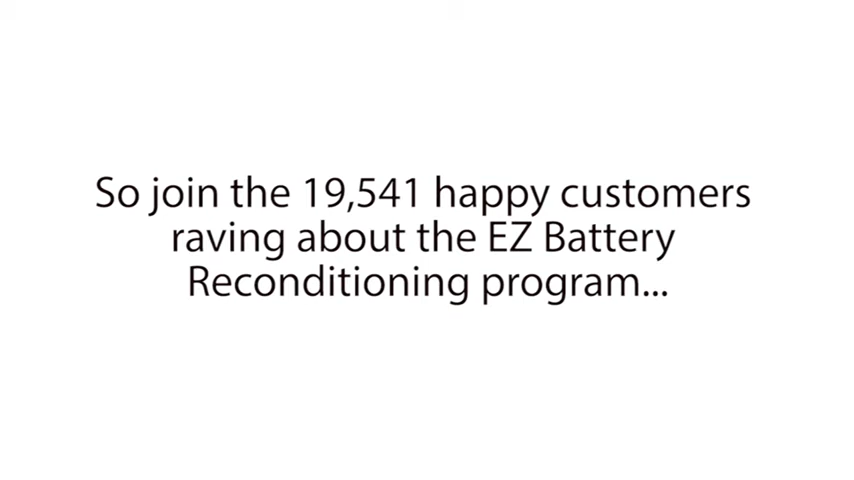 So join the 19,541 happy customers
raving about the EZ Battery
Reconditioning program...